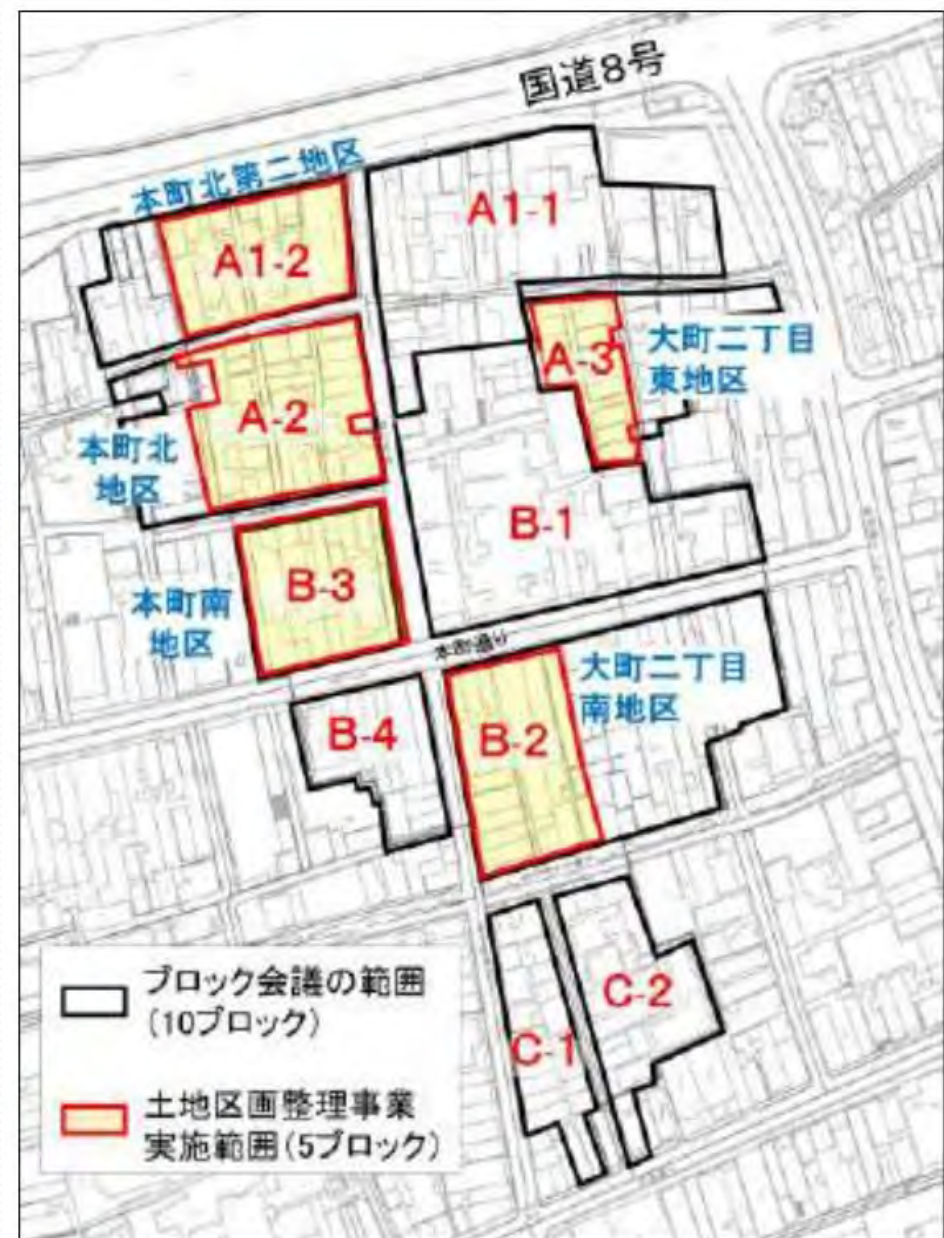 国道8号
本町北第二地区
A1-1
A1-2
A-3
大町二丁目
東地区
A-2
本町北
地区
B-1
B-3
本町南
地区
本町通り
大町二丁目
南地区
B-4
B-2
C-2
C-1
ブロック会議の範囲
(10ブロック)
土地区画整理事業
実施範囲(5ブロック)